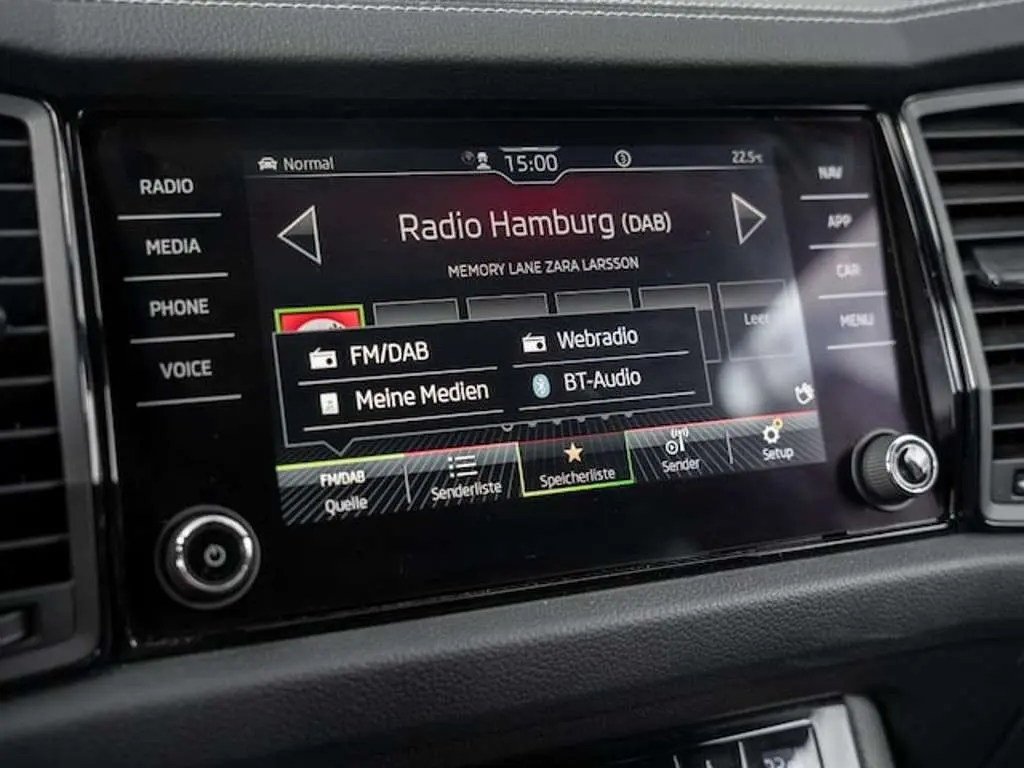 Normal
15:00
3
22.5°C
RADIO
MEDIA
PHONE
VOICE
Radio Hamburg (DAB)
MEMORY LANE ZARA LARSSON
Leer
FM/DAB
Webradio
Meine Medien
BT-Audio
FM/DAB
Quelle
Senderliste
Speicherliste
Sender
Setup
NAV
APP
CAR
MENU